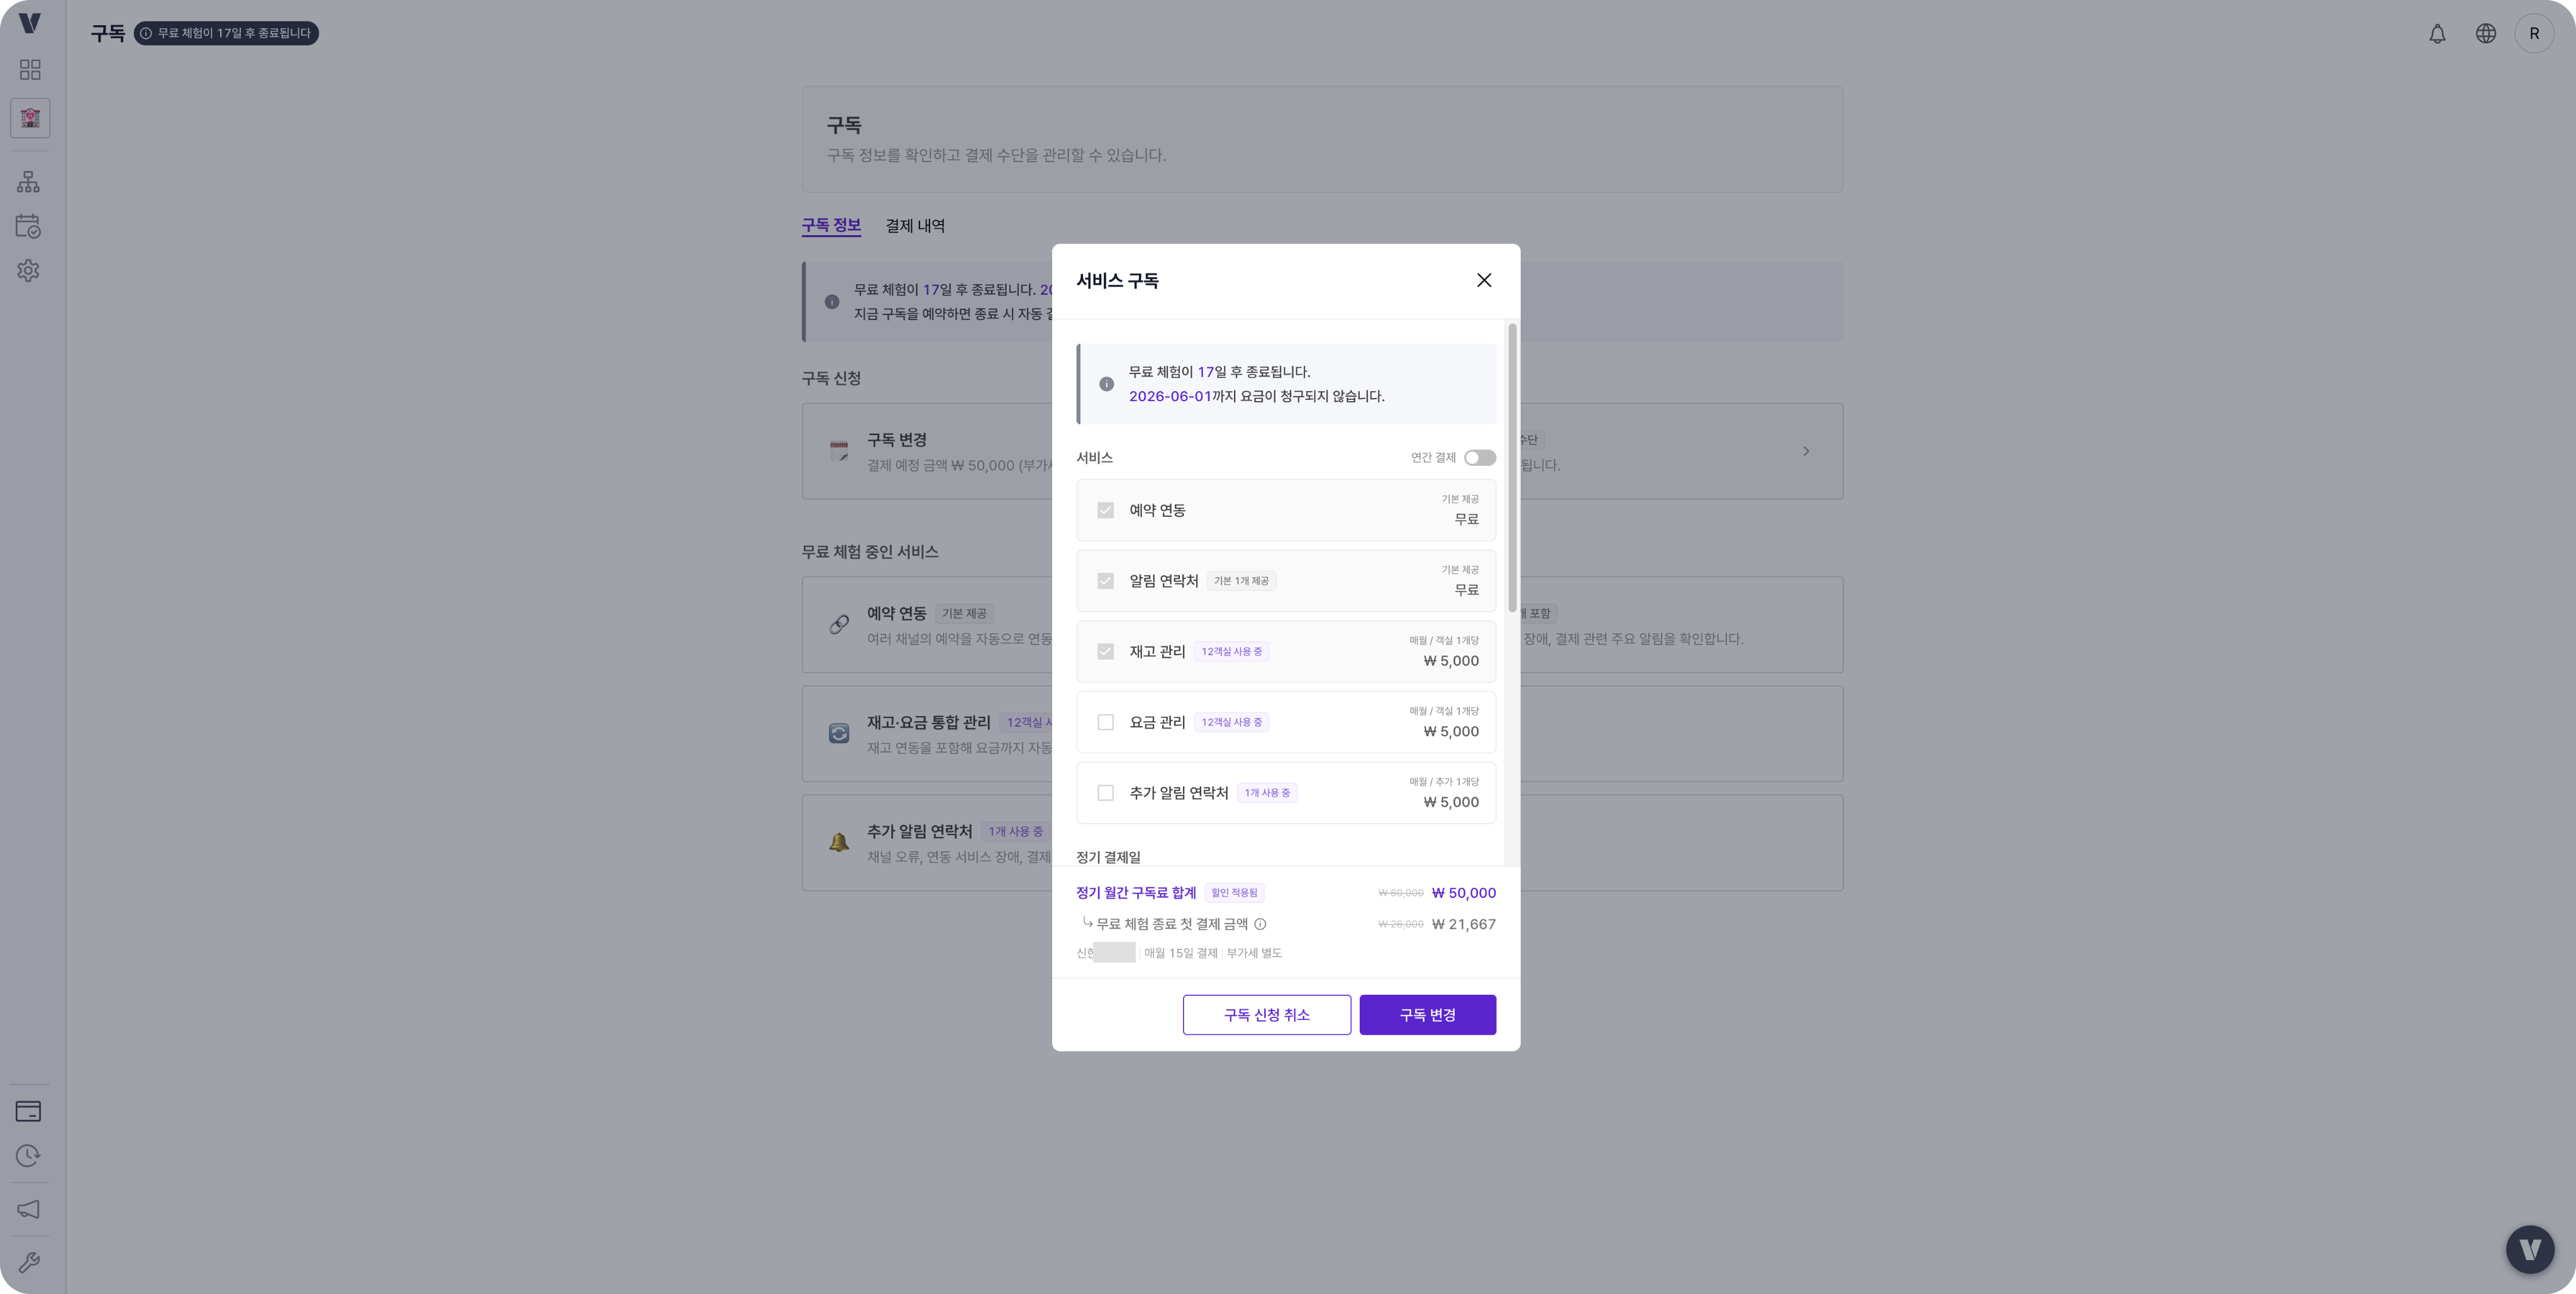 구독
무료 체험이 17일 후 종료됩니다
R
구독
구독 정보를 확인하고 결제 수단을 관리할 수 있습니다.
구독 정보
결제 내역
무료 체험이 17일 후 종료됩니다.
지금 구독을 예약하면 종료 시 자동
구독 신청
구독 변경
결제 예정 금액 ₩ 50,000 (부가
수단
됩니다.
무료 체험 중인 서비스
예약 연동 기본 제공
여러 채널의 예약을 자동으로 연동
포함
장애, 결제 관련 주요 알림을 확인합니다.
재고·요금 통합 관리 12객실
재고 연동을 포함해 요금까지 자동
추가 알림 연락처 1개 사용 중
채널 오류, 연동 서비스 장애, 결제
서비스 구독
무료 체험이 17일 후 종료됩니다.
2026-06-01까지 요금이 청구되지 않습니다.
서비스
연간 결제
예약 연동
기본 제공
무료
알림 연락처 기본 1개 제공
기본 제공
무료
재고 관리 12객실 사용 중
매월 / 객실 1개당
₩ 5,000
요금 관리 12객실 사용 중
매월 / 객실 1개당
₩ 5,000
추가 알림 연락처 1개 사용 중
매월 / 추가 1개당
₩ 5,000
정기 결제일
정기 월간 구독료 합계 할인 적용됨 ₩ 60,000 ₩ 50,000
무료 체험 종료 첫 결제 금액 ₩ 26,000 ₩ 21,667
신한 매월 15일 결제 부가세 별도
구독 신청 취소
구독 변경